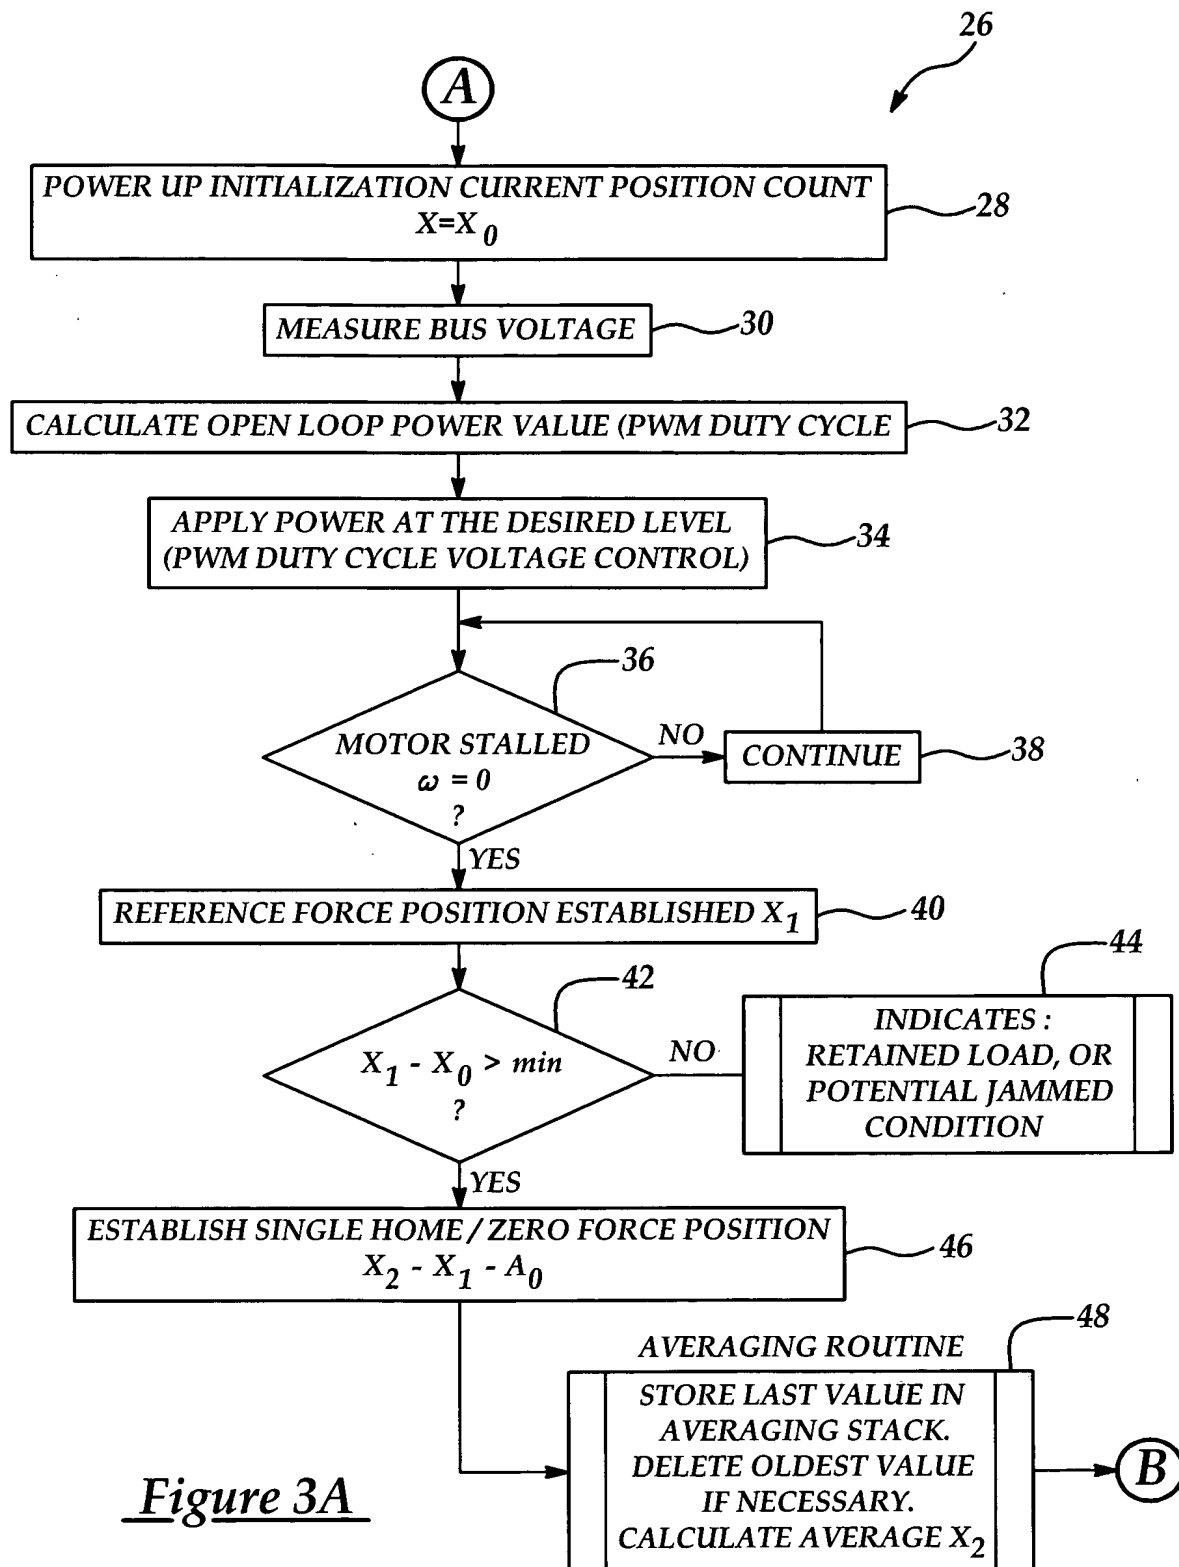 26
A
POWER UP INITIALIZATION CURRENT POSITION COUNT
X=X0
28
MEASURE BUS VOLTAGE
30
CALCULATE OPEN LOOP POWER VALUE (PWM DUTY CYCLE
32
APPLY POWER AT THE DESIRED LEVEL
(PWM DUTY CYCLE VOLTAGE CONTROL)
34
36
MOTOR STALLED
ω = 0
?
NO
CONTINUE
38
YES
REFERENCE FORCE POSITION ESTABLISHED X1
40
42
X1 - X0 > min
?
NO
44
INDICATES :
RETAINED LOAD, OR
POTENTIAL JAMMED
CONDITION
YES
ESTABLISH SINGLE HOME / ZERO FORCE POSITION
X2 - X1 - A0
46
AVERAGING ROUTINE
48
STORE LAST VALUE IN
AVERAGING STACK.
DELETE OLDEST VALUE
IF NECESSARY.
CALCULATE AVERAGE X2
B
Figure 3A